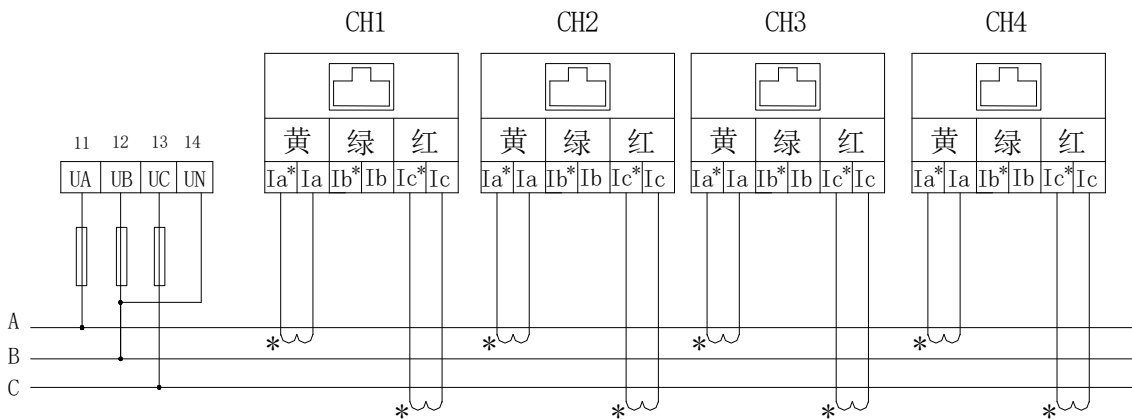 CH1 CH2 CH3 CH4
11 12 13 14
黄 绿 红 黄 绿 红 黄 绿 红 黄 绿 红
UA UB UC UN
Ia* Ia Ib* Ib Ic* Ic Ia* Ia Ib* Ib Ic* Ic Ia* Ia Ib* Ib Ic* Ic Ia* Ia Ib* Ib Ic* Ic
A
* * * *
B
C
* * * *